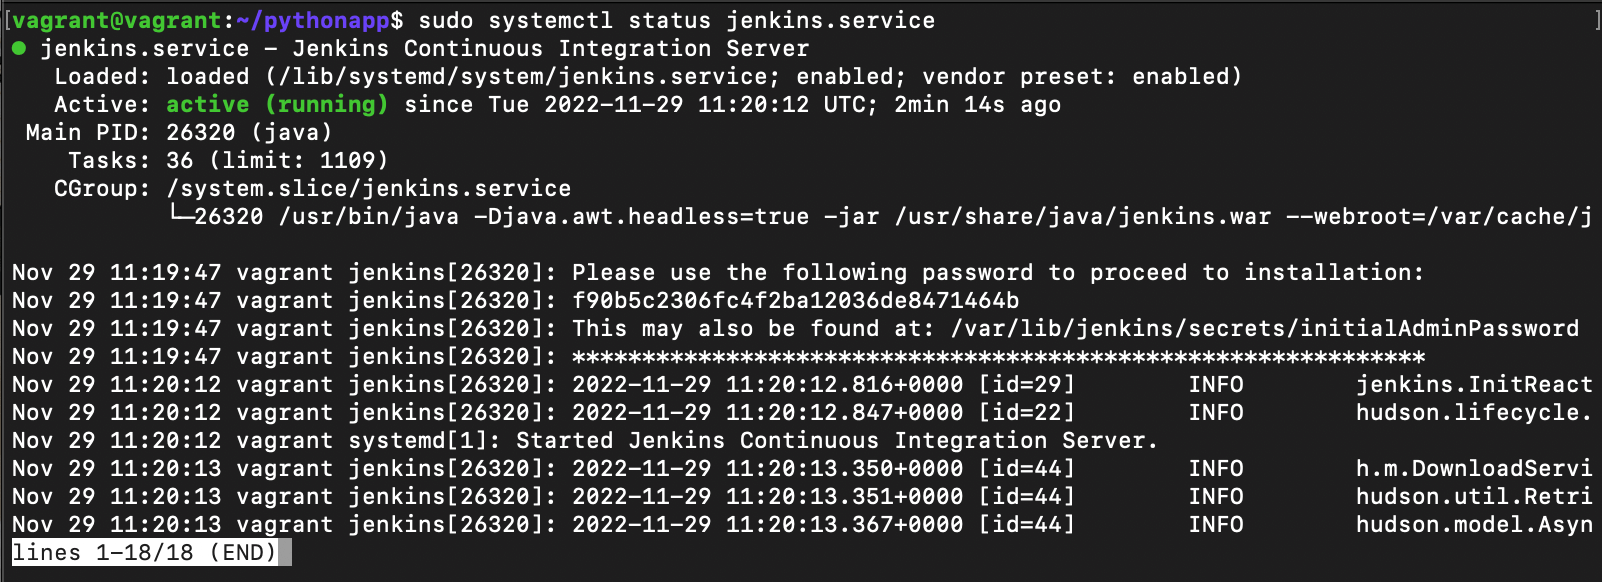 [vagrant@vagrant:~/pythonapp$ sudo systemctl status jenkins.service ]
● jenkins.service - Jenkins Continuous Integration Server
Loaded: loaded (/lib/systemd/system/jenkins.service; enabled; vendor preset: enabled)
Active: active (running) since Tue 2022-11-29 11:20:12 UTC; 2min 14s ago
Main PID: 26320 (java)
Tasks: 36 (limit: 1109)
CGroup: /system.slice/jenkins.service
└─26320 /usr/bin/java -Djava.awt.headless=true -jar /usr/share/java/jenkins.war --webroot=/var/cache/j
Nov 29 11:19:47 vagrant jenkins[26320]: Please use the following password to proceed to installation:
Nov 29 11:19:47 vagrant jenkins[26320]: f90b5c2306fc4f2ba12036de8471464b
Nov 29 11:19:47 vagrant jenkins[26320]: This may also be found at: /var/lib/jenkins/secrets/initialAdminPassword
Nov 29 11:19:47 vagrant jenkins[26320]: *************************************************************
Nov 29 11:20:12 vagrant jenkins[26320]: 2022-11-29 11:20:12.816+0000 [id=29] INFO jenkins.InitReact
Nov 29 11:20:12 vagrant jenkins[26320]: 2022-11-29 11:20:12.847+0000 [id=22] INFO hudson.lifecycle.
Nov 29 11:20:12 vagrant systemd[1]: Started Jenkins Continuous Integration Server.
Nov 29 11:20:13 vagrant jenkins[26320]: 2022-11-29 11:20:13.350+0000 [id=44] INFO h.m.DownloadServi
Nov 29 11:20:13 vagrant jenkins[26320]: 2022-11-29 11:20:13.351+0000 [id=44] INFO hudson.util.Retri
Nov 29 11:20:13 vagrant jenkins[26320]: 2022-11-29 11:20:13.367+0000 [id=44] INFO hudson.model.Asyn
lines 1-18/18 (END)